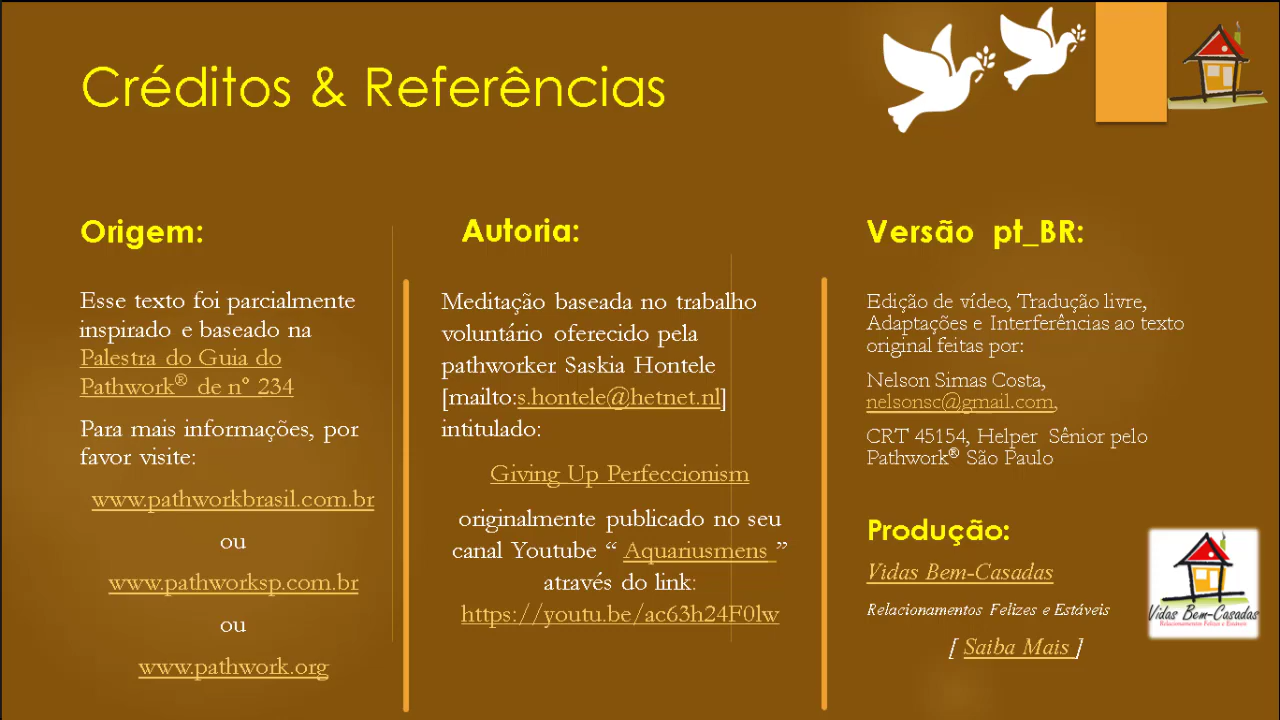 Créditos & Referências
Origem:
Esse texto foi parcialmente
inspirado e baseado na
Palestra do Guia do
Pathwork® de n° 234
Para mais informações, por
favor visite:
www.pathworkbrasil.com.br
ou
www.pathworksp.com.br
ou
www.pathwork.org
Autoria:
Meditação baseada no trabalho
voluntário oferecido pela
pathworker Saskia Hontele
[mailto:s.hontele@hetnet.nl]
intitulado:
Giving Up Perfeccionism
originalmente publicado no seu
canal Youtube “ Aquariusmens ”
através do link:
https://youtu.be/ac63h24F0lw
Versão pt_BR:
Edição de vídeo, Tradução livre,
Adaptações e Interferências ao texto
original feitas por:
Nelson Simas Costa,
nelsonsc@gmail.com,
CRT 45154, Helper Sênior pelo
Pathwork® São Paulo
Produção:
Vidas Bem-Casadas
Relacionamentos Felizes e Estáveis
[ Saiba Mais ]
Vidas Bem-Casadas
Relacionamentos Felizes e Estáveis